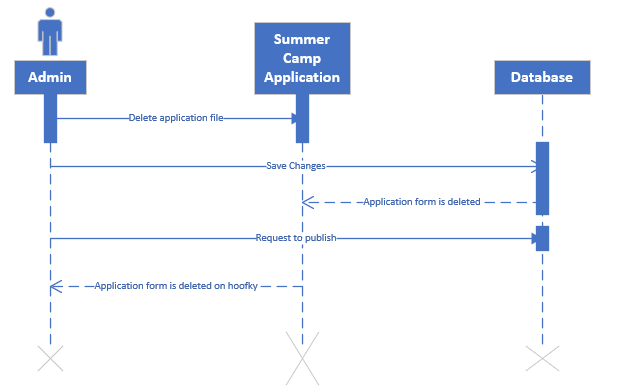 Summer
Camp
Application
Admin
Database
Delete application file
Save Changes
Application form is deleted
Request to publish
Application form is deleted on hoofky